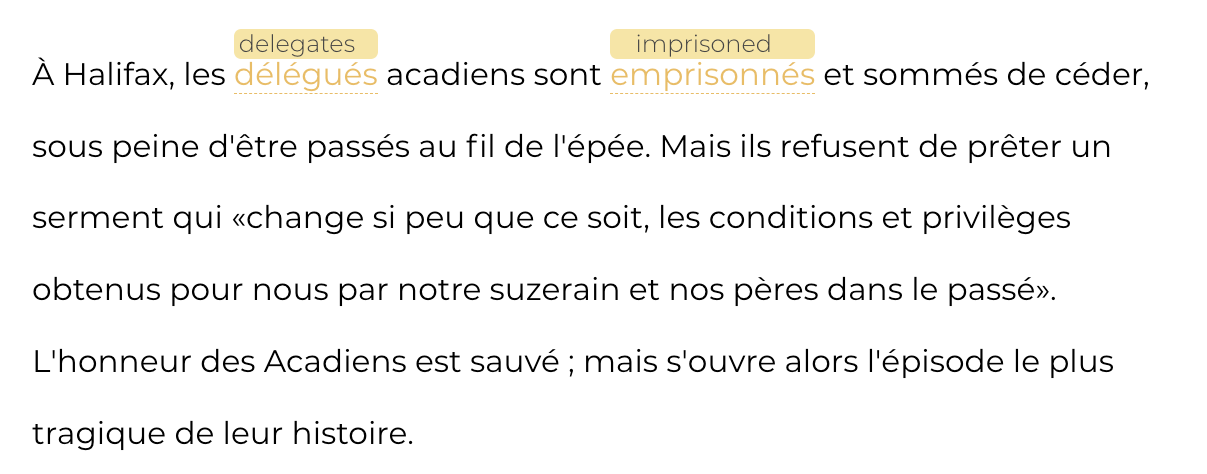 delegates imprisoned
À Halifax, les délégués acadiens sont emprisonnés et sommés de céder,
sous peine d'être passés au fil de l'épée. Mais ils refusent de prêter un
serment qui «change si peu que ce soit, les conditions et privilèges
obtenus pour nous par notre suzerain et nos pères dans le passé».
L'honneur des Acadiens est sauvé ; mais s'ouvre alors l'épisode le plus
tragique de leur histoire.